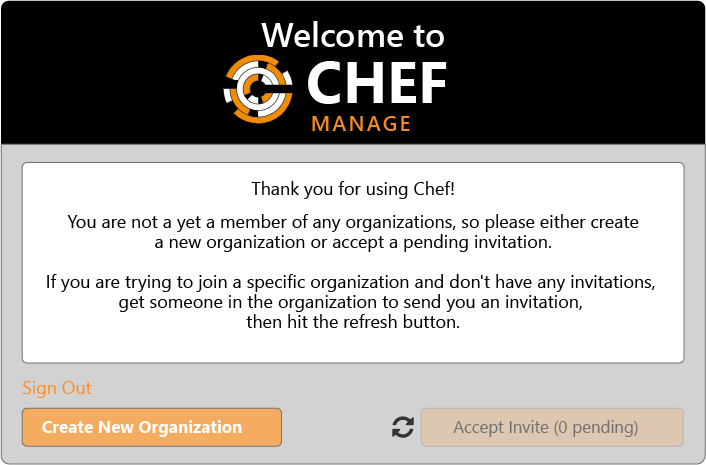 Welcome to
CHEF
MANAGE
Thank you for using Chef!
You are not a yet a member of any organizations, so please either create
a new organization or accept a pending invitation.
If you are trying to join a specific organization and don't have any invitations,
get someone in the organization to send you an invitation,
then hit the refresh button.
Sign Out
Create New Organization
Accept Invite (0 pending)